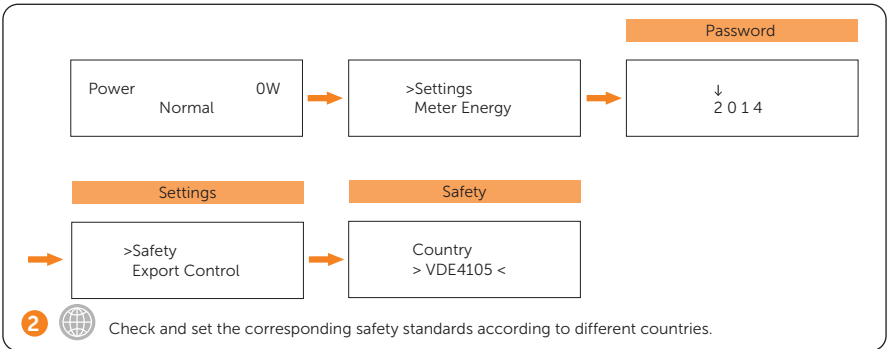 Password
Power 0W
Normal
>Settings
Meter Energy
↓
2 0 1 4
Settings
Safety
>Safety
Export Control
Country
> VDE4105 <
2 Check and set the corresponding safety standards according to different countries.